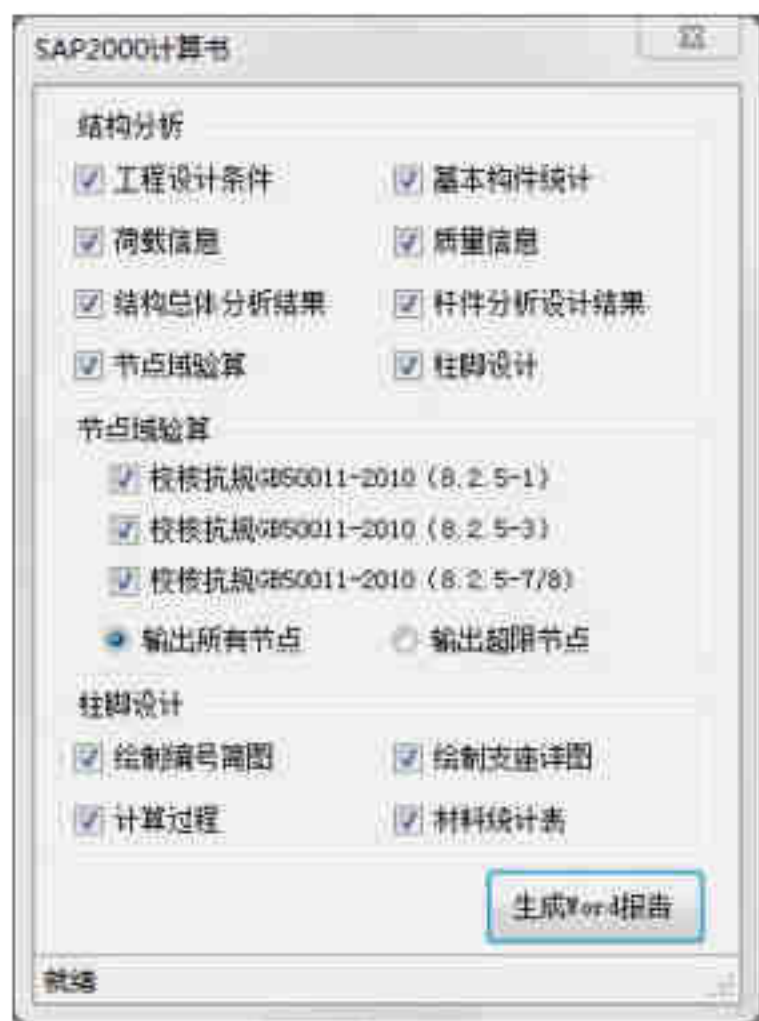 SAP2000计算书
结构分析
工程设计条件 基本构件统计
荷载信息 质量信息
结构总体分析结果 杆件分析设计结果
节点域验算 柱脚设计
节点域验算
校核抗规GB50011-2010（8.2.5-1）
校核抗规GB50011-2010（8.2.5-3）
校核抗规GB50011-2010（8.2.5-7/8）
输出所有节点 输出超限节点
柱脚设计
绘制编号简图 绘制支座详图
计算过程 材料统计表
生成Word报告
就绪